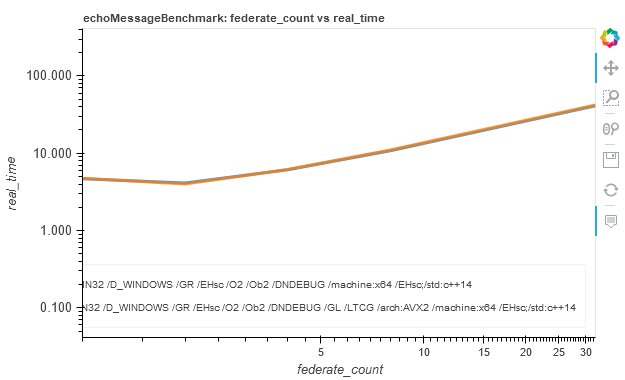 echoMessageBenchmark: federate_count vs real_time
100.000
10.000
1.000
0.100
real_time
IN32 /D_WINDOWS /GR /EHsc /O2 /Ob2 /DNDEBUG /machine:x64 /EHsc;/std:c++14
N32 /D_WINDOWS /GR /EHsc /O2 /Ob2 /DNDEBUG /GL /LTCG /arch:AVX2 /machine:x64 /EHsc;/std:c++14
5 10 15 20 25 30
federate_count